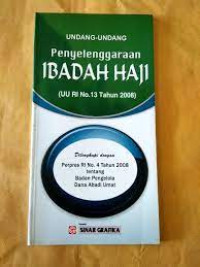 UNDANG-UNDANG
Penyelenggaraan
IBADAH HAJI
(UU RI No.13 Tahun 2008)
Dilengkapi dengan
Perpres RI No. 4 Tahun 2008
tentang
Badan Pengelola
Dana Abadi Umat
SINAR GRAFIKA